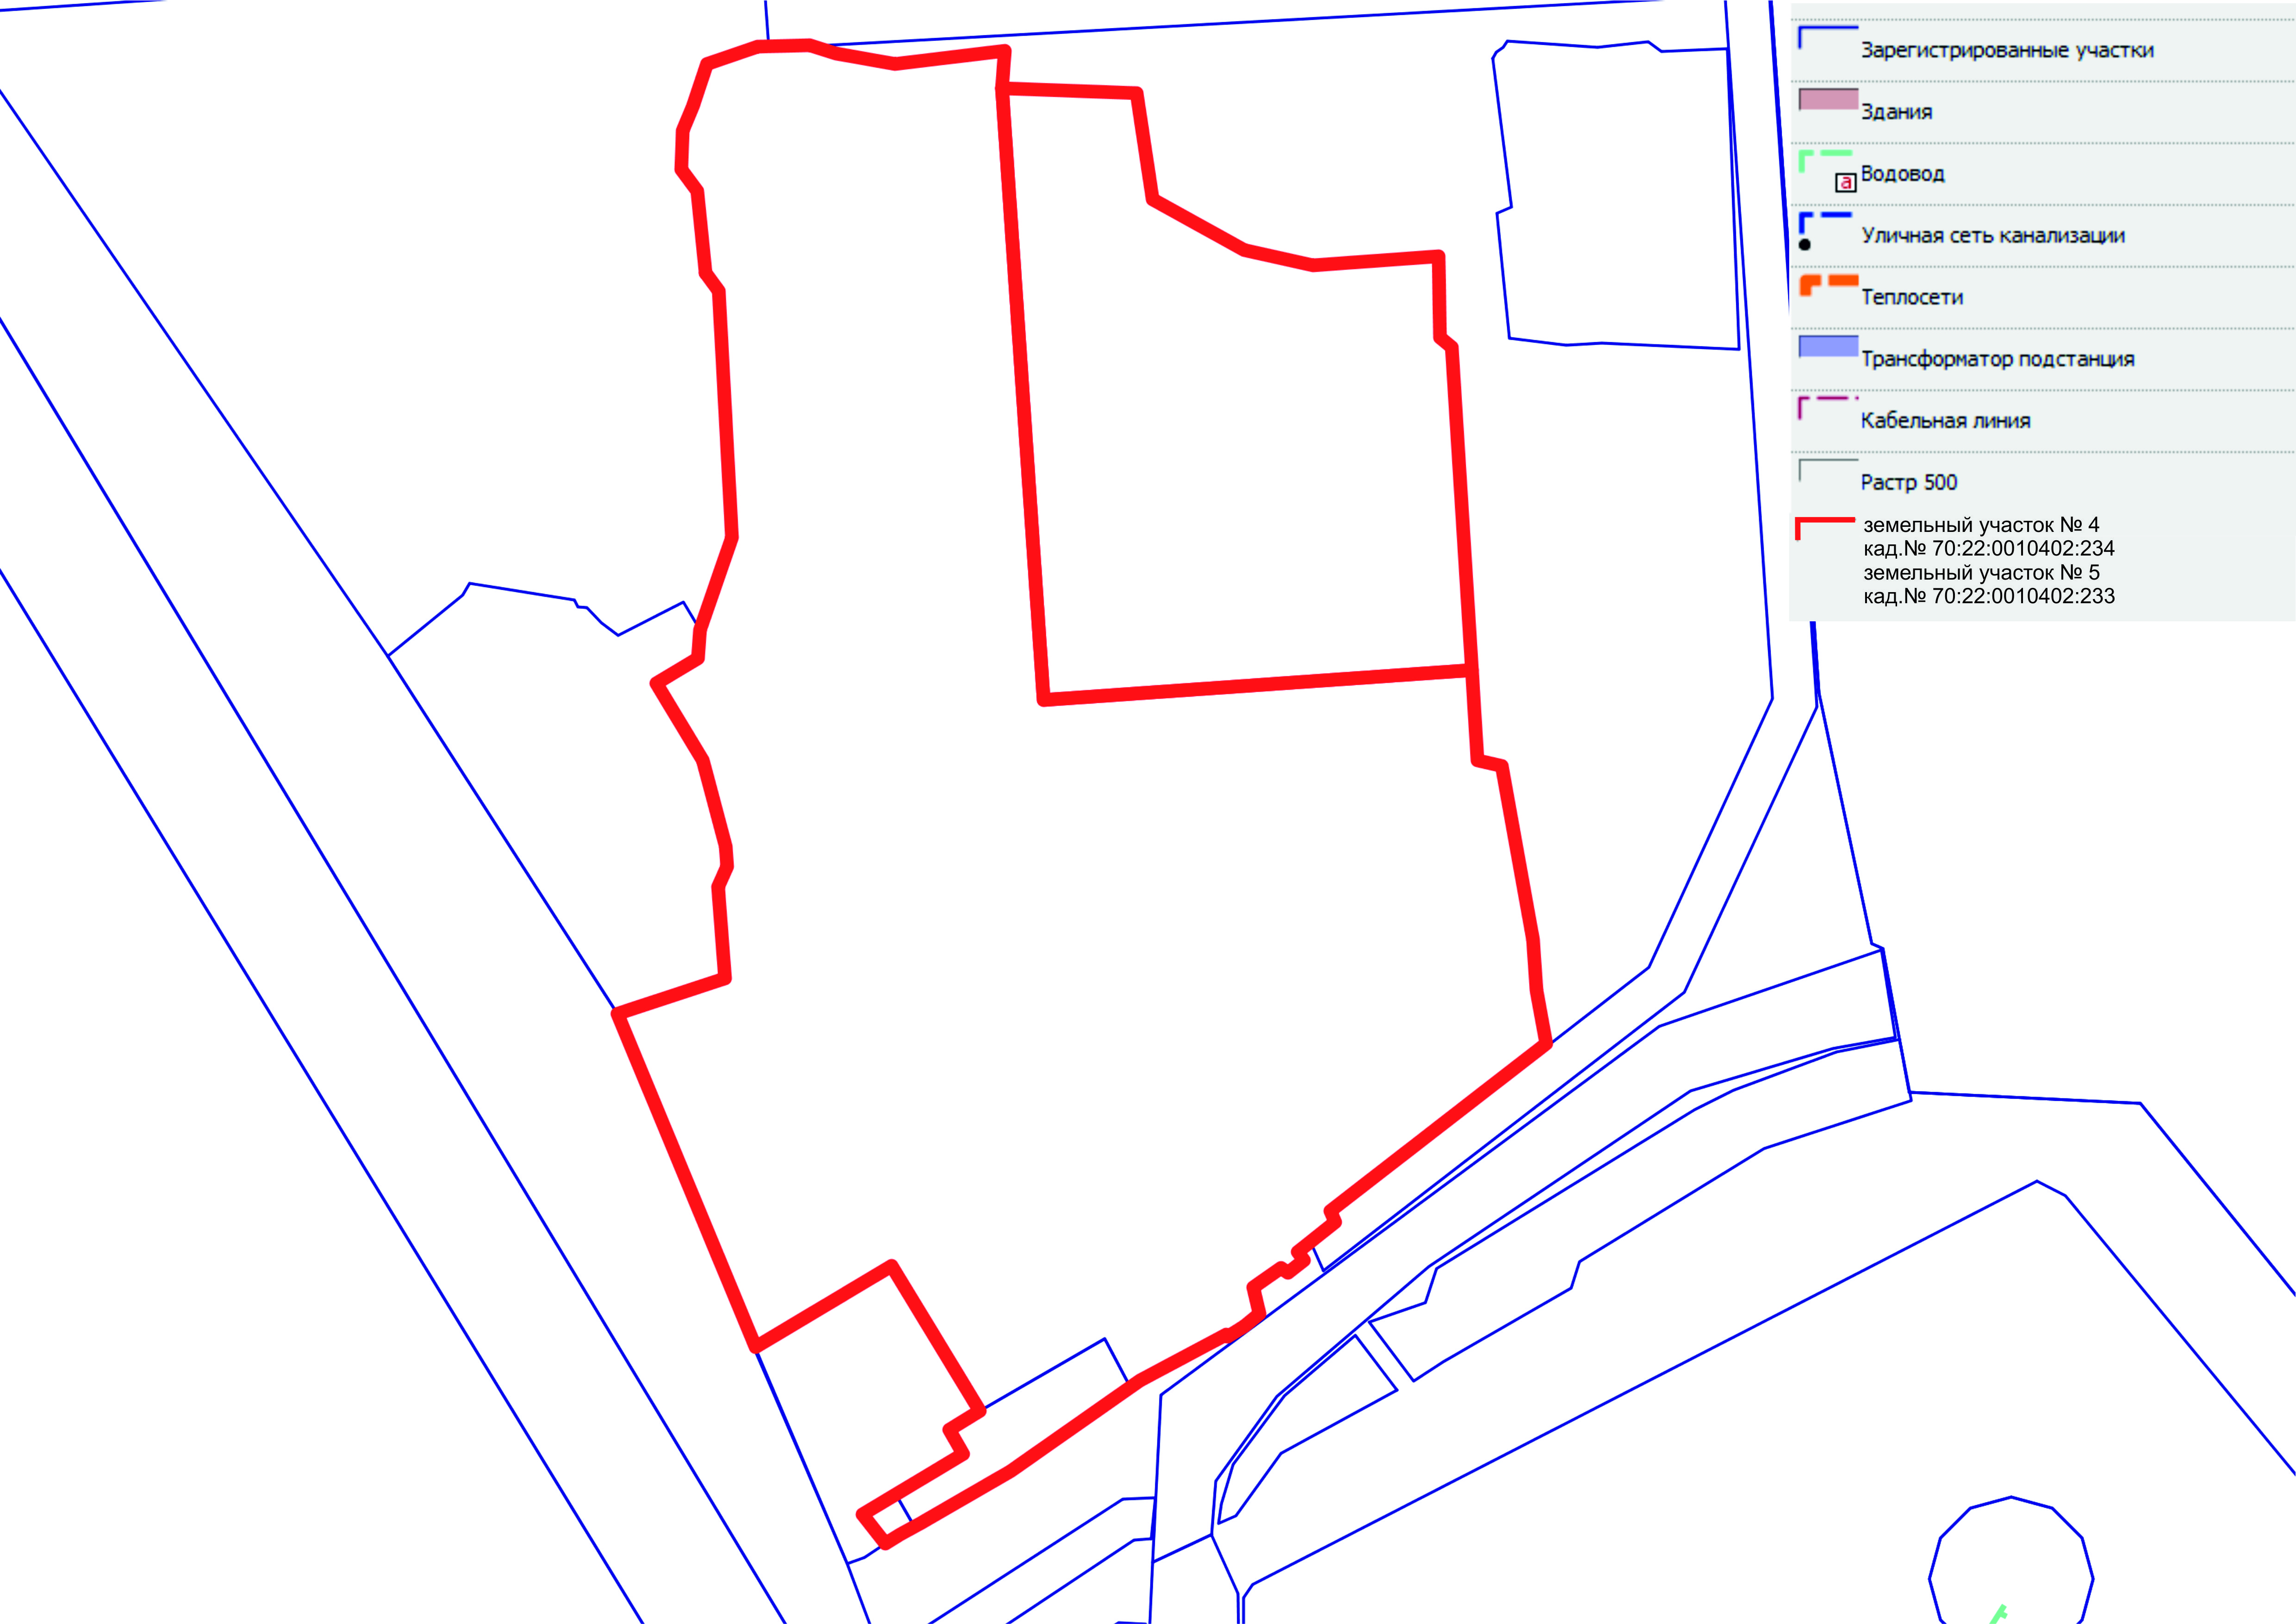 Зарегистрированные участки
Здания
а Водовод
Уличная сеть канализации
Теплосети
Трансформатор подстанция
Кабельная линия
Растр 500
земельный участок № 4
кад.№ 70:22:0010402:234
земельный участок № 5
кад.№ 70:22:0010402:233